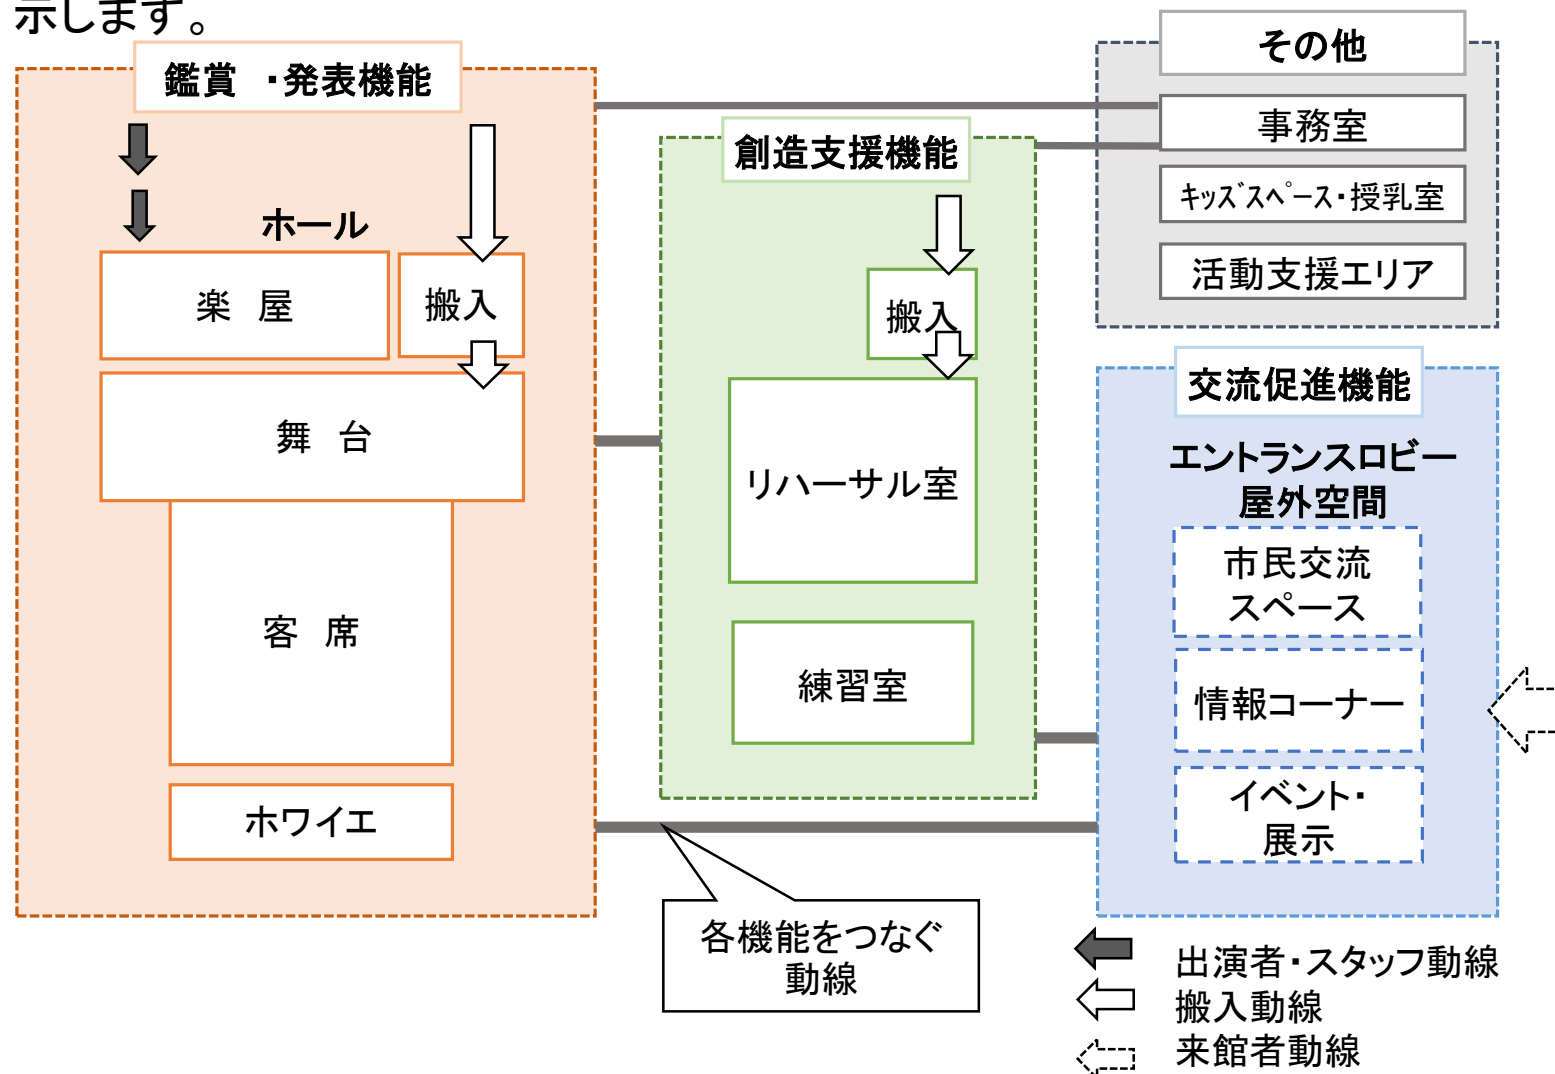 示します。
鑑賞 ・発表機能
ホール
楽 屋
搬入
舞 台
客 席
ホワイエ
創造支援機能
搬入
リハーサル室
練習室
その他
事務室
ｷｯｽﾞｽﾍﾟｰｽ・授乳室
活動支援エリア
交流促進機能
エントランスロビー
屋外空間
市民交流
スペース
情報コーナー
イベント・
展示
各機能をつなぐ
動線
出演者・スタッフ動線
搬入動線
来館者動線